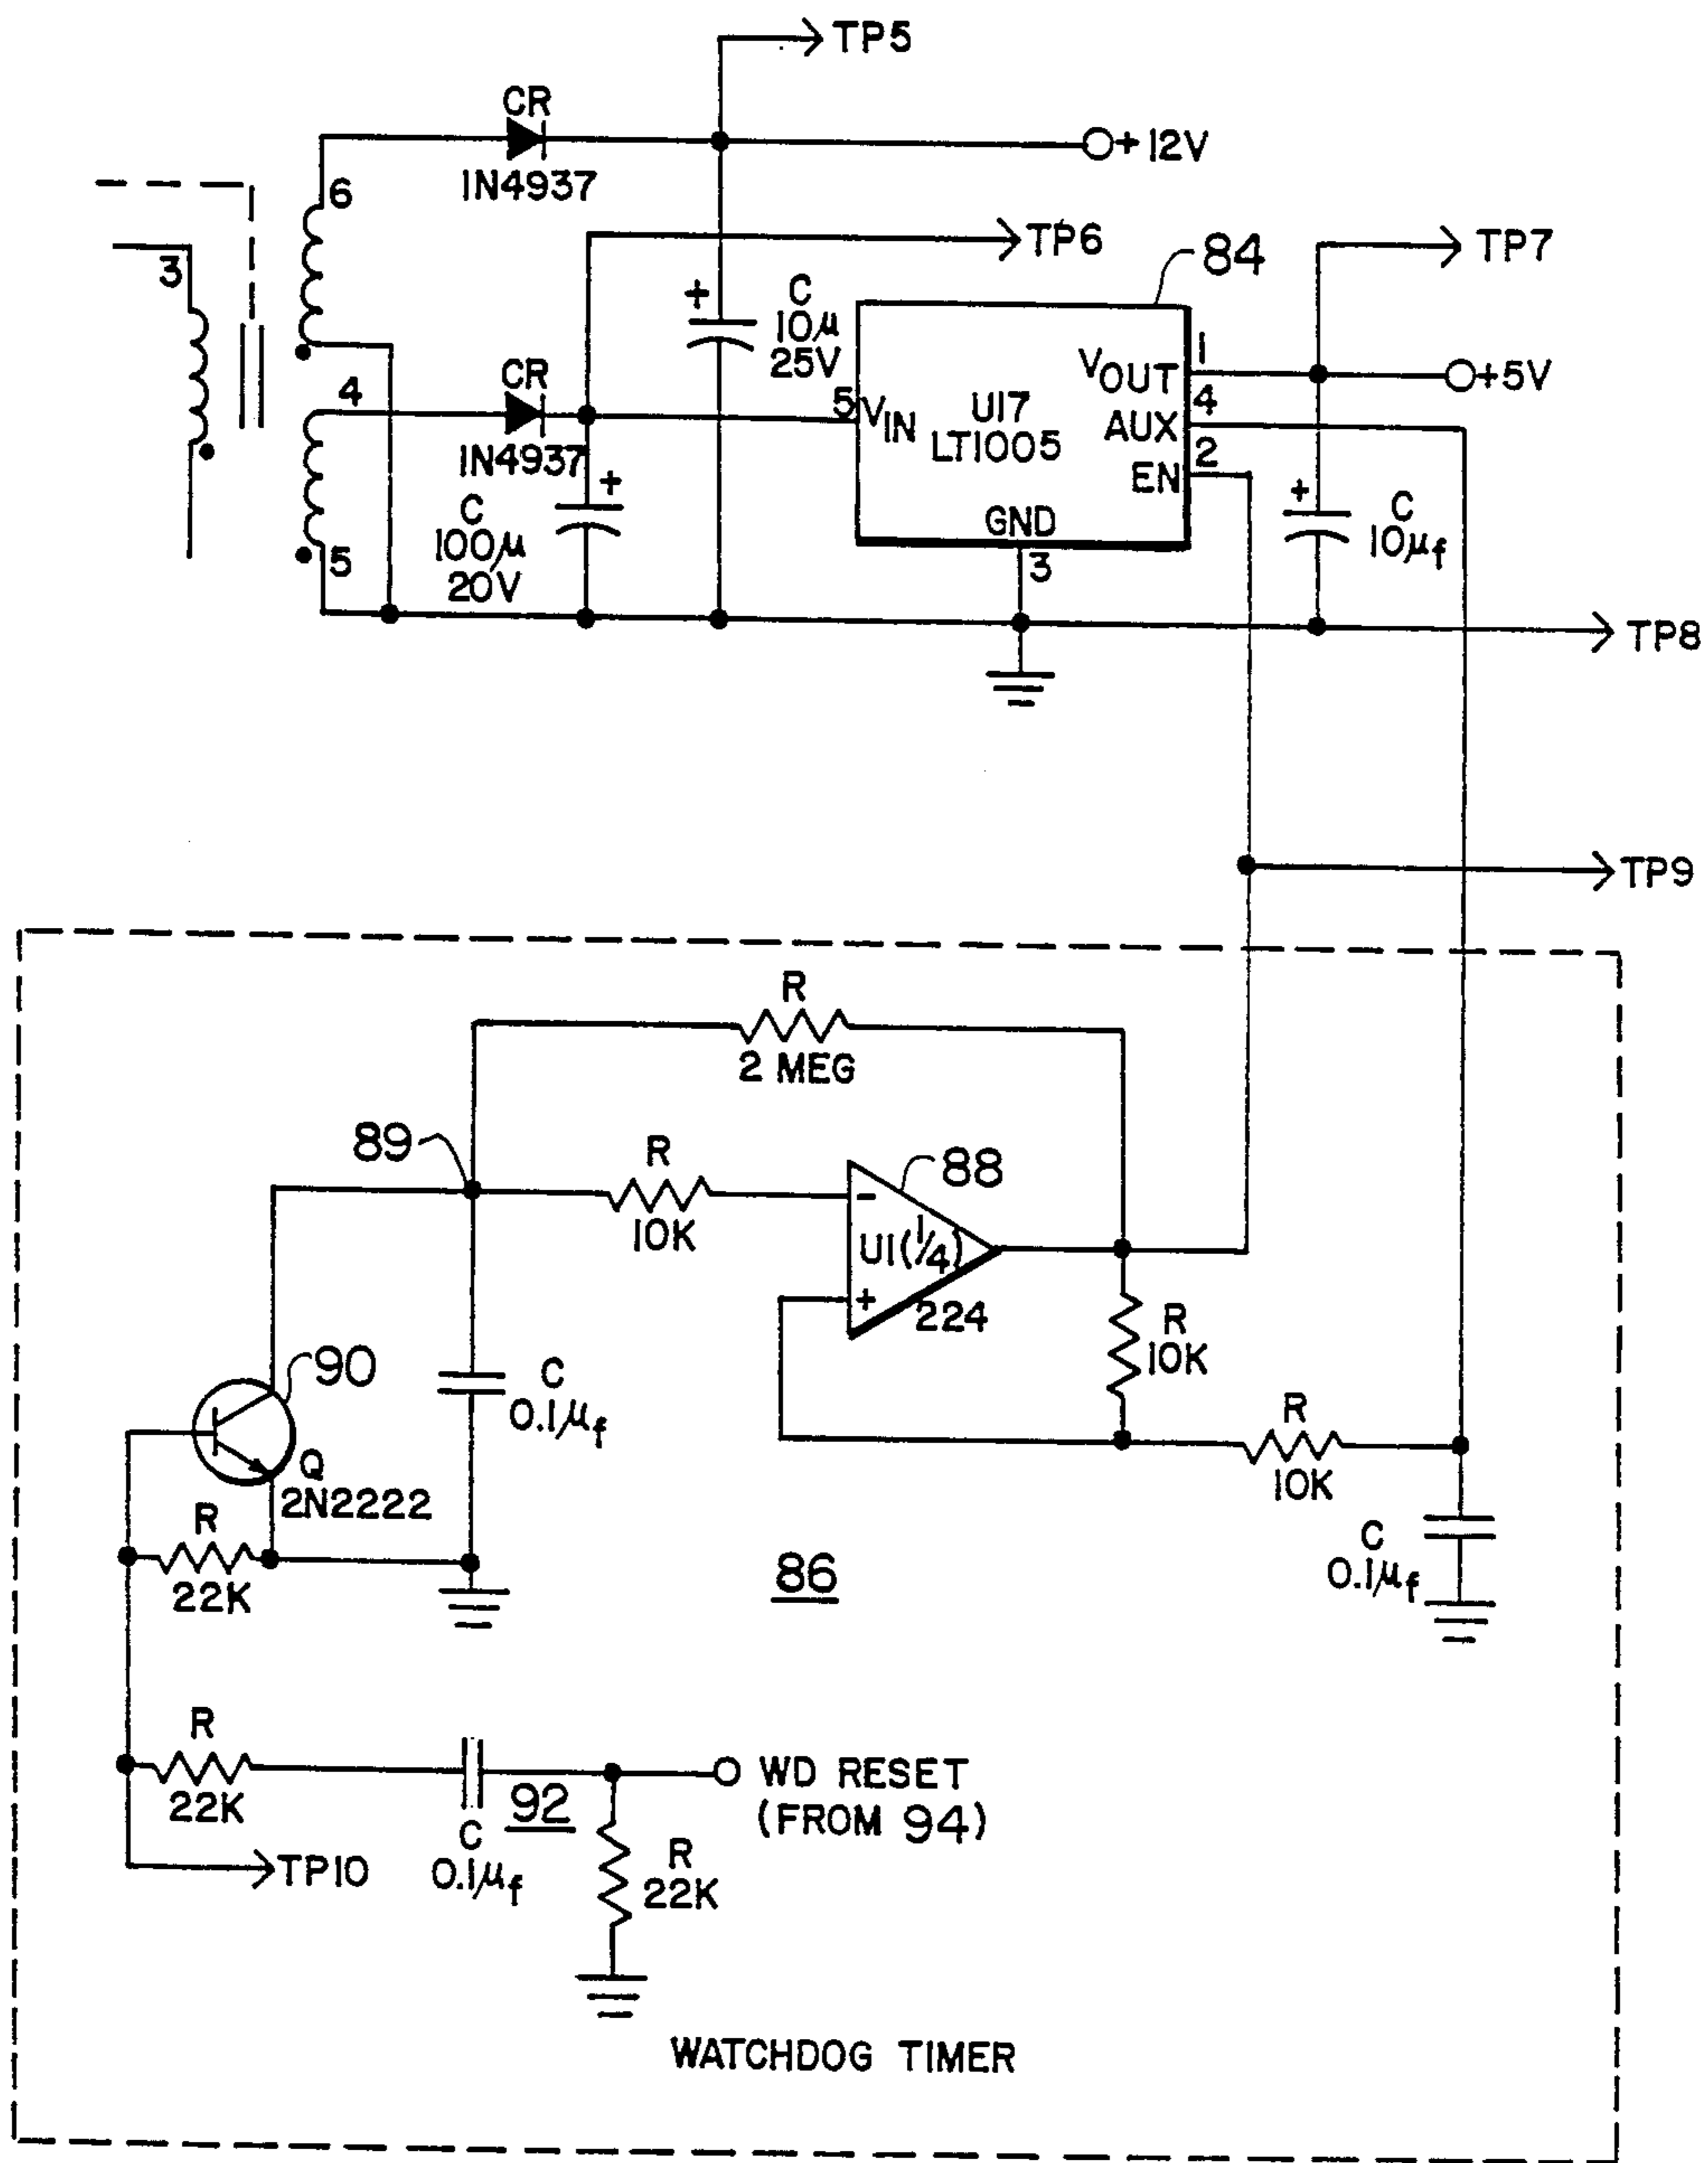 TP5
CR
1N4937
+12V
6
3
TP6
84
TP7
+
C
10μ
25V
CR
4
1N4937
5
VIN
U17
LT1005
VOUT
1
AUX
4
EN
2
GND
3
+5V
+
C
100μ
20V
+
C
10μf
5
TP8
TP9
R
2 MEG
89
R
10K
88
-
U1(1/4)
+
224
R
10K
90
Q
2N2222
C
0.1μf
R
10K
R
22K
86
C
0.1μf
R
22K
92
C
0.1μf
WD RESET
(FROM 94)
R
22K
TP10
WATCHDOG TIMER